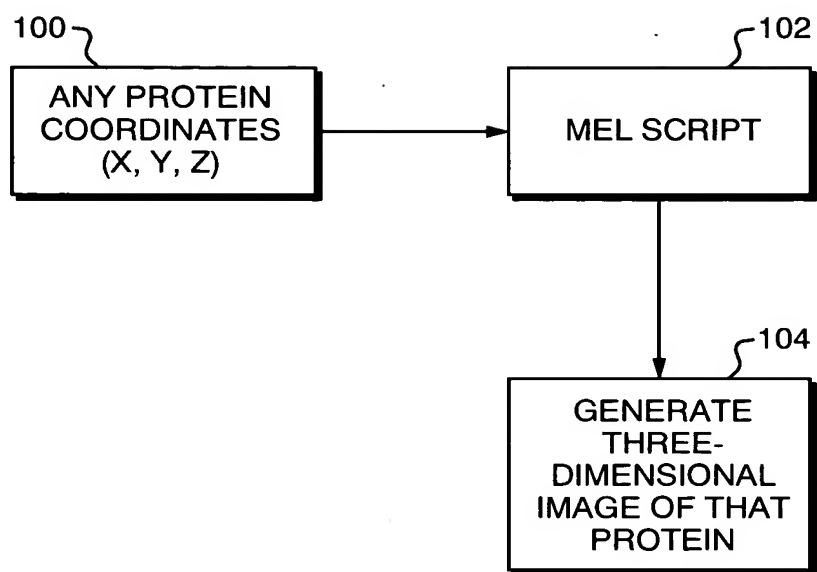 100
ANY PROTEIN
COORDINATES
(X, Y, Z)
102
MEL SCRIPT
104
GENERATE
THREE-
DIMENSIONAL
IMAGE OF THAT
PROTEIN